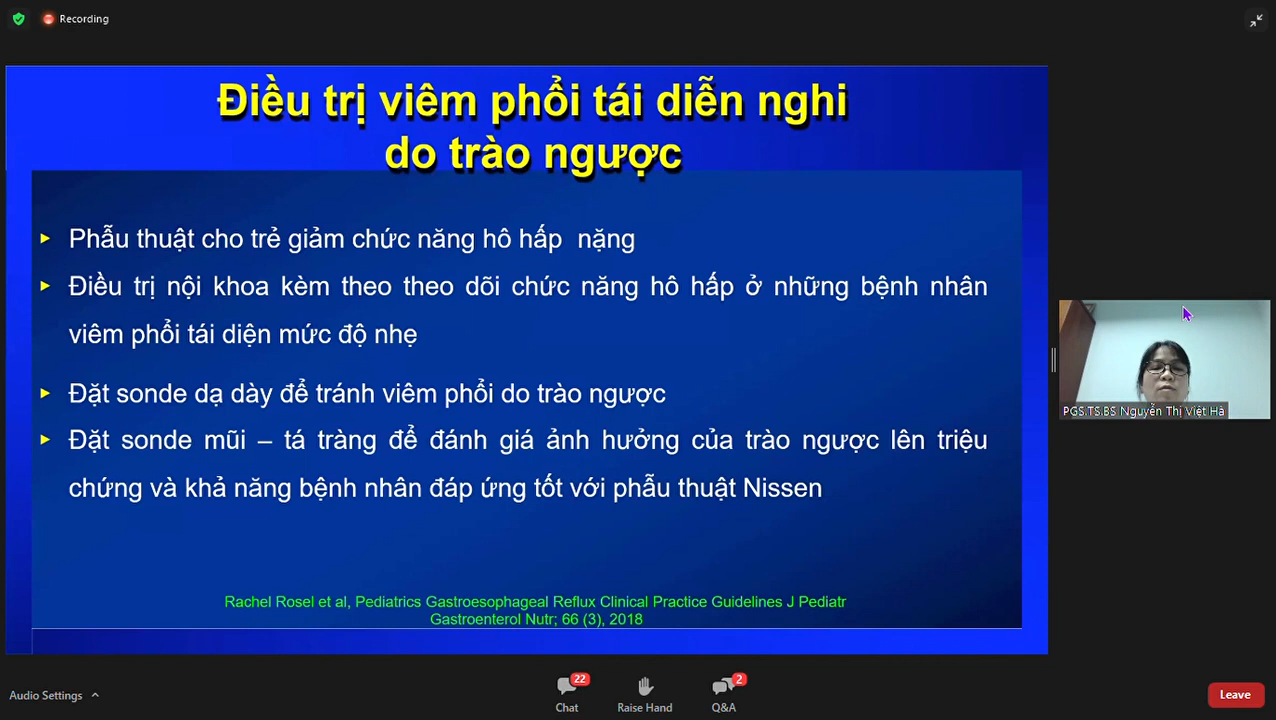 Recording
Điều trị viêm phổi tái diễn nghi
do trào ngược
Phẫu thuật cho trẻ giảm chức năng hô hấp nặng
Điều trị nội khoa kèm theo theo dõi chức năng hô hấp ở những bệnh nhân
viêm phổi tái diện mức độ nhẹ
Đặt sonde dạ dày để tránh viêm phổi do trào ngược
Đặt sonde mũi – tá tràng để đánh giá ảnh hưởng của trào ngược lên triệu
chứng và khả năng bệnh nhân đáp ứng tốt với phẫu thuật Nissen
Rachel Rosel et al, Pediatrics Gastroesophageal Reflux Clinical Practice Guidelines J Pediatr
Gastroenterol Nutr; 66 (3), 2018
PGS.TS.BS Nguyễn Thị Việt Hà
Audio Settings
22
Chat
Raise Hand
2
Q&A
Leave